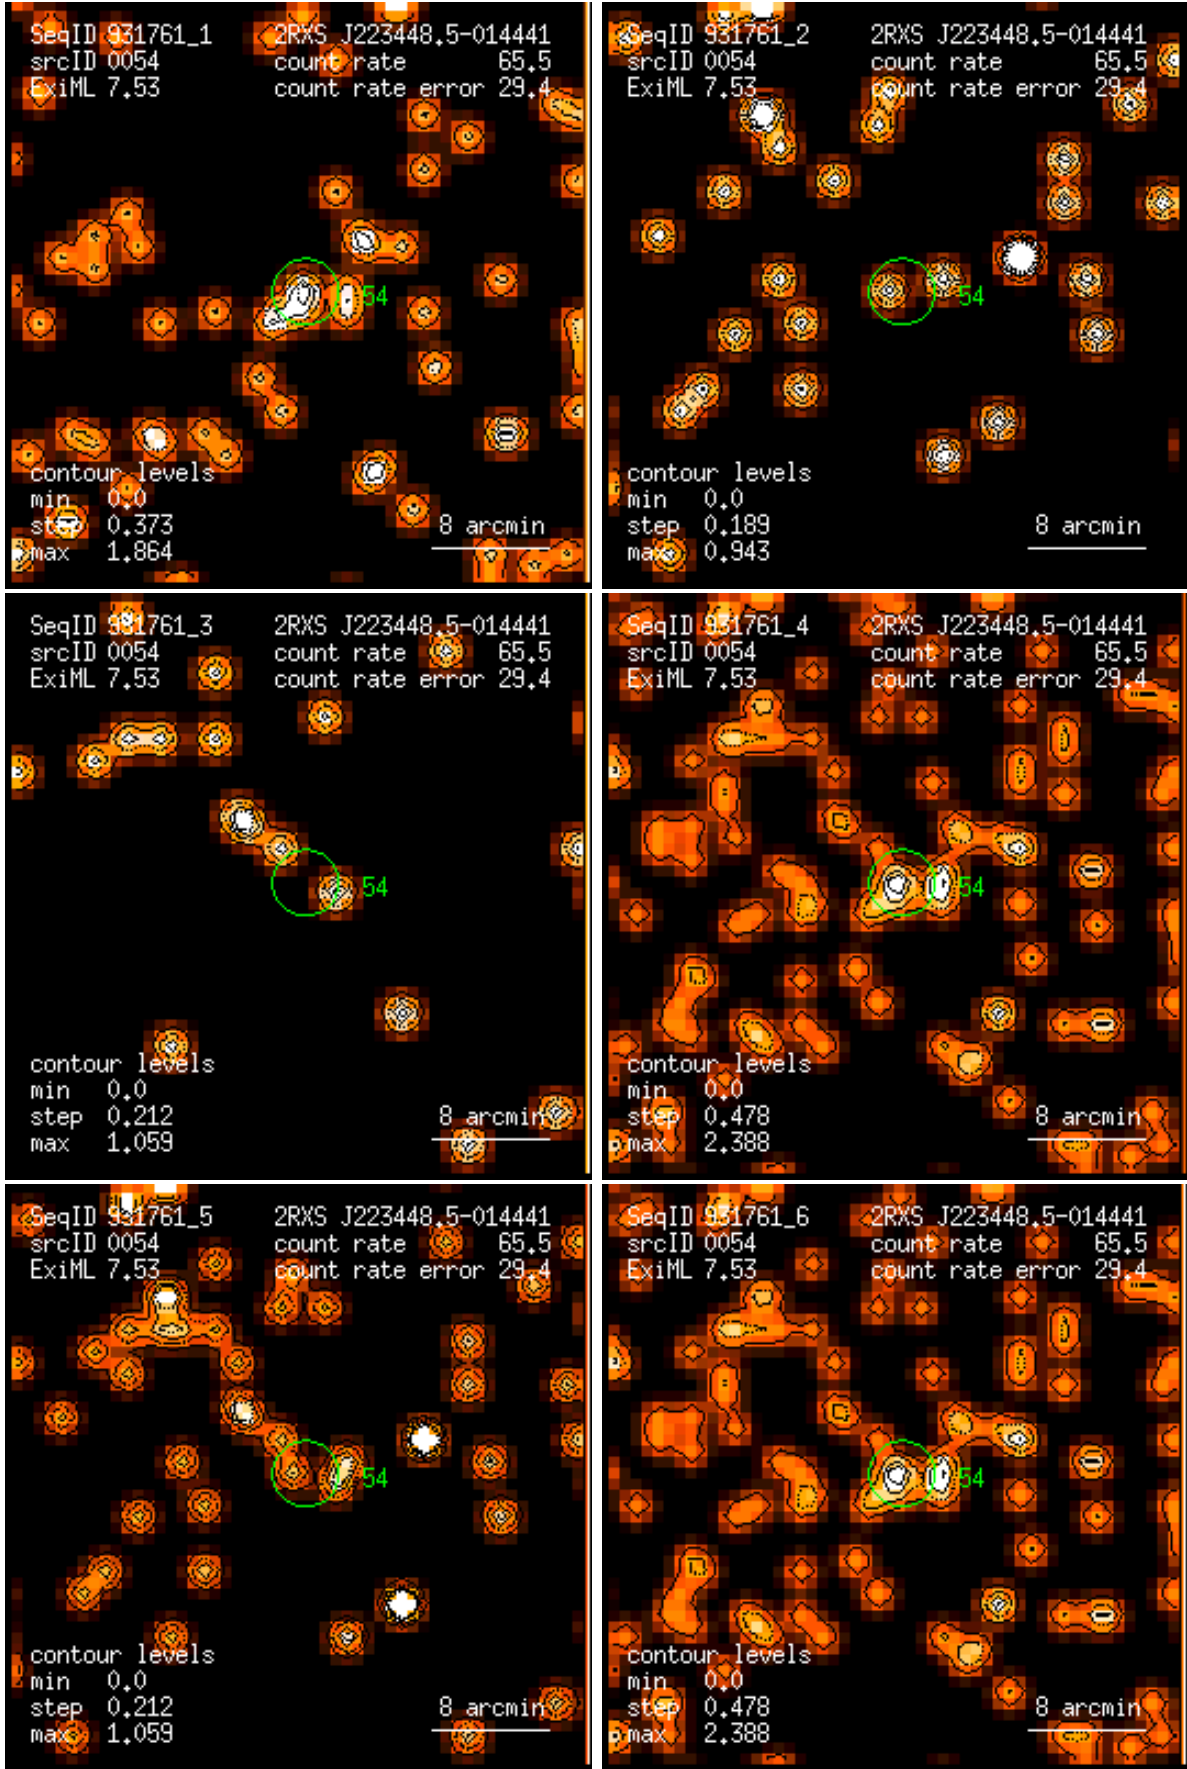 SeqID 931761_1 2RXS J223448.5-014441
srcID 0054 count rate 65.5
ExiML 7.53 count rate error 29.4
54
contour levels
min 0.0
step 0.373 8 arcmin
max 1.864
SeqID 931761_2 2RXS J223448.5-014441
srcID 0054 count rate 65.5
ExiML 7.53 count rate error 29.4
54
contour levels
min 0.0
step 0.189 8 arcmin
max 0.943
SeqID 931761_3 2RXS J223448.5-014441
srcID 0054 count rate 65.5
ExiML 7.53 count rate error 29.4
54
contour levels
min 0.0
step 0.212 8 arcmin
max 1.059
SeqID 931761_4 2RXS J223448.5-014441
srcID 0054 count rate 65.5
ExiML 7.53 count rate error 29.4
54
contour levels
min 0.0
step 0.478 8 arcmin
max 2.388
SeqID 931761_5 2RXS J223448.5-014441
srcID 0054 count rate 65.5
ExiML 7.53 count rate error 29.4
54
contour levels
min 0.0
step 0.212 8 arcmin
max 1.059
SeqID 931761_6 2RXS J223448.5-014441
srcID 0054 count rate 65.5
ExiML 7.53 count rate error 29.4
54
contour levels
min 0.0
step 0.478 8 arcmin
max 2.388